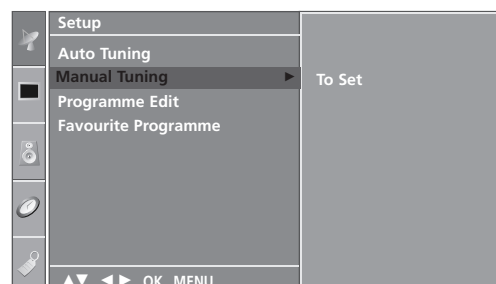 Setup
Auto Tuning
Manual Tuning ►
To Set
Programme Edit
Favourite Programme
▲▼ ◄► OK MENU